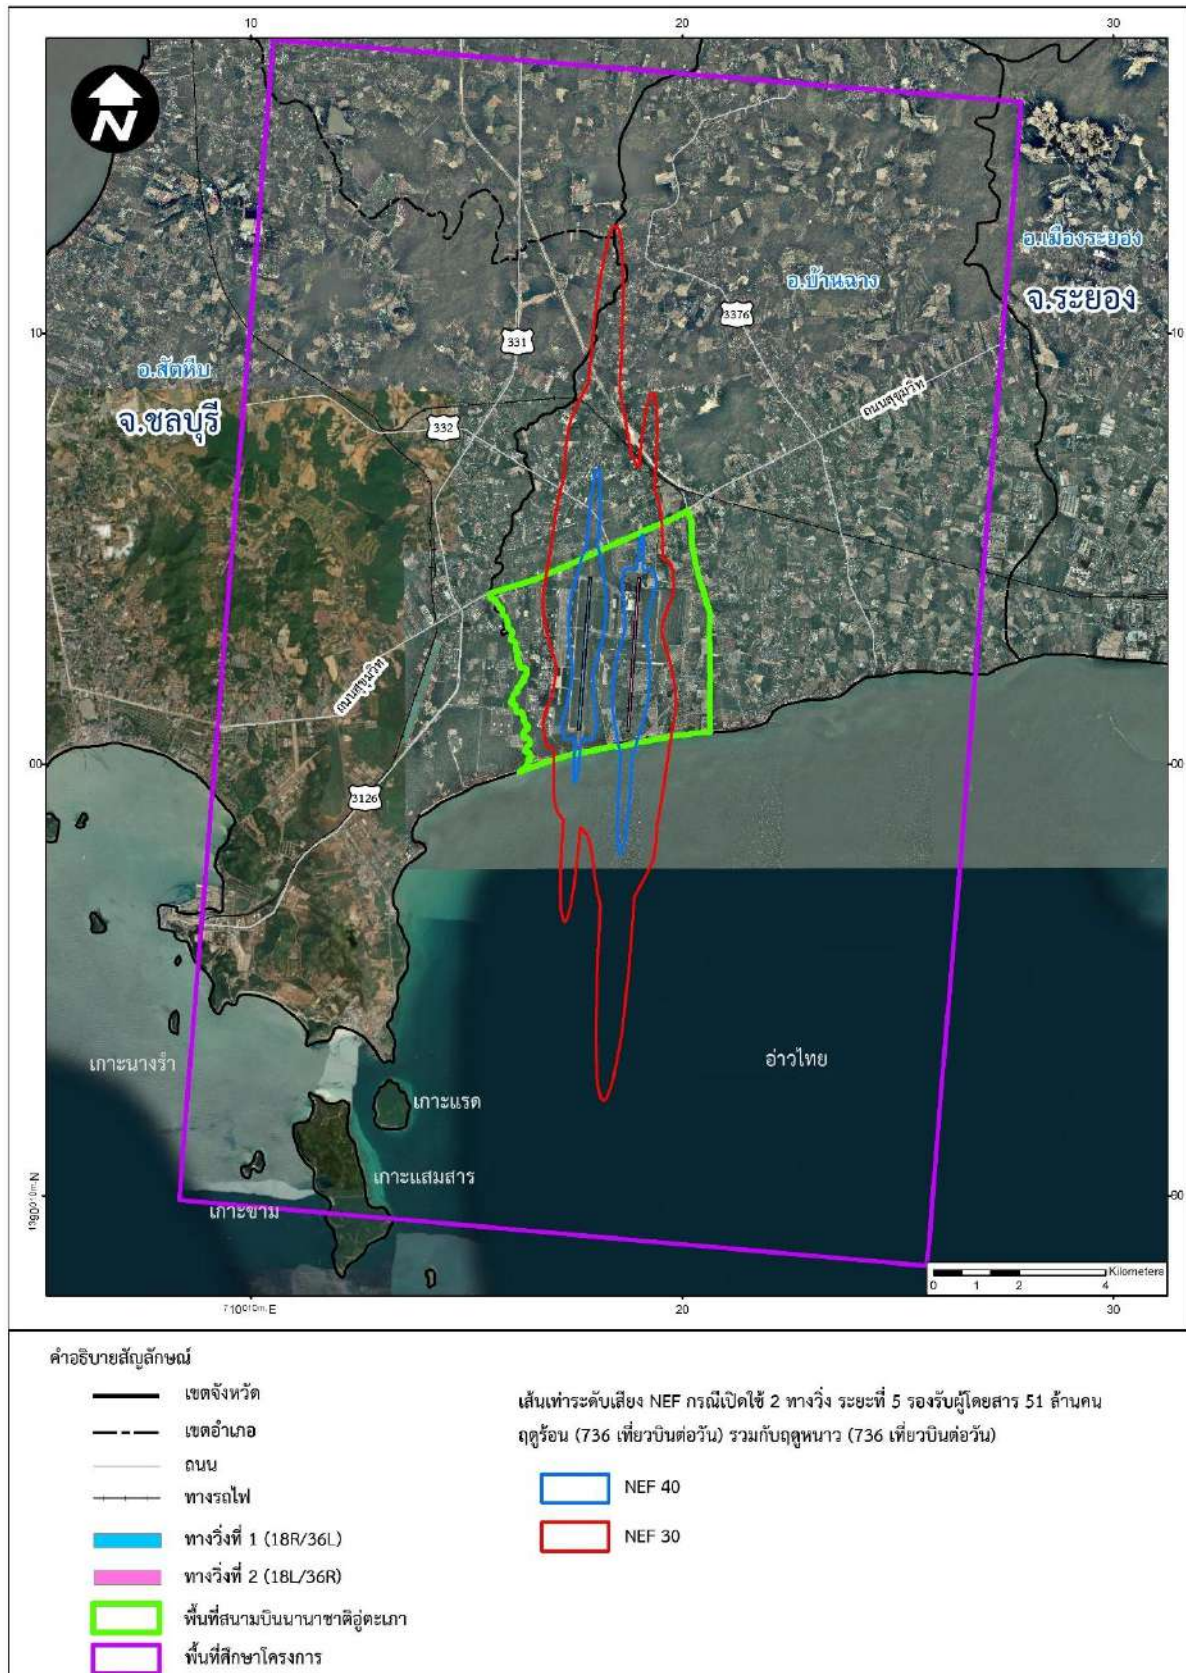 10 20 30
N
อ.เมืองระยอง
จ.ระยอง
อ.บ้านฉาง
3376
331
10 10
อ.สัตหีบ
จ.ชลบุรี
332
ถนนสุขุมวิท
ถนนสุขุมวิท
00 00
3126
เกาะนางรำ
อ่าวไทย
เกาะแรด
เกาะแสมสาร
เกาะขาม
1390010m.N
80
Kilometers
0 1 2 4
710010m.E 20 30
คำอธิบายสัญลักษณ์
เขตจังหวัด
เขตอำเภอ
ถนน
ทางรถไฟ
ทางวิ่งที่ 1 (18R/36L)
ทางวิ่งที่ 2 (18L/36R)
พื้นที่สนามบินนานาชาติอู่ตะเภา
พื้นที่ศึกษาโครงการ
เส้นเท่าระดับเสียง NEF กรณีเปิดใช้ 2 ทางวิ่ง ระยะที่ 5 รองรับผู้โดยสาร 51 ล้านคน
ฤดูร้อน (736 เที่ยวบินต่อวัน) รวมกับฤดูหนาว (736 เที่ยวบินต่อวัน)
NEF 40
NEF 30